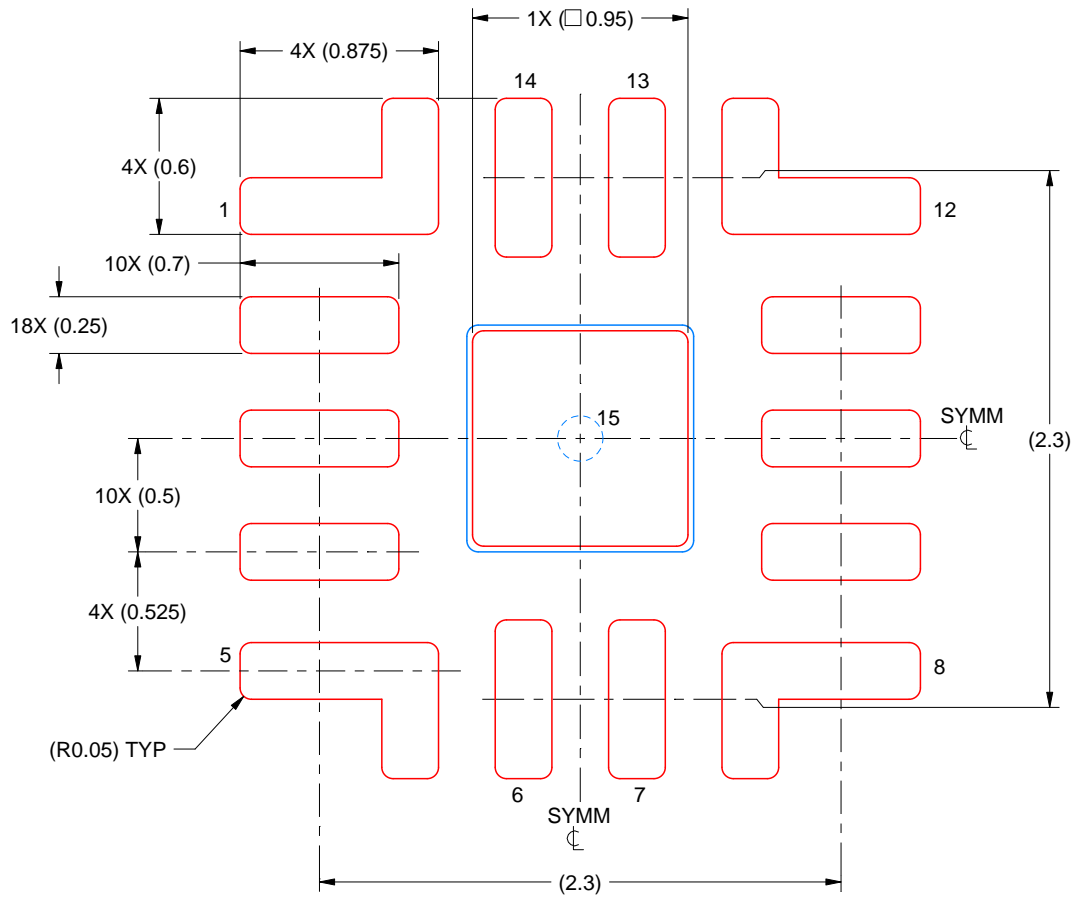 1X (□ 0.95)
4X (0.875)
14
13
4X (0.6)
1
12
10X (0.7)
18X (0.25)
15
SYMM
℄
(2.3)
10X (0.5)
4X (0.525)
5
8
(R0.05) TYP
6
7
SYMM
℄
(2.3)